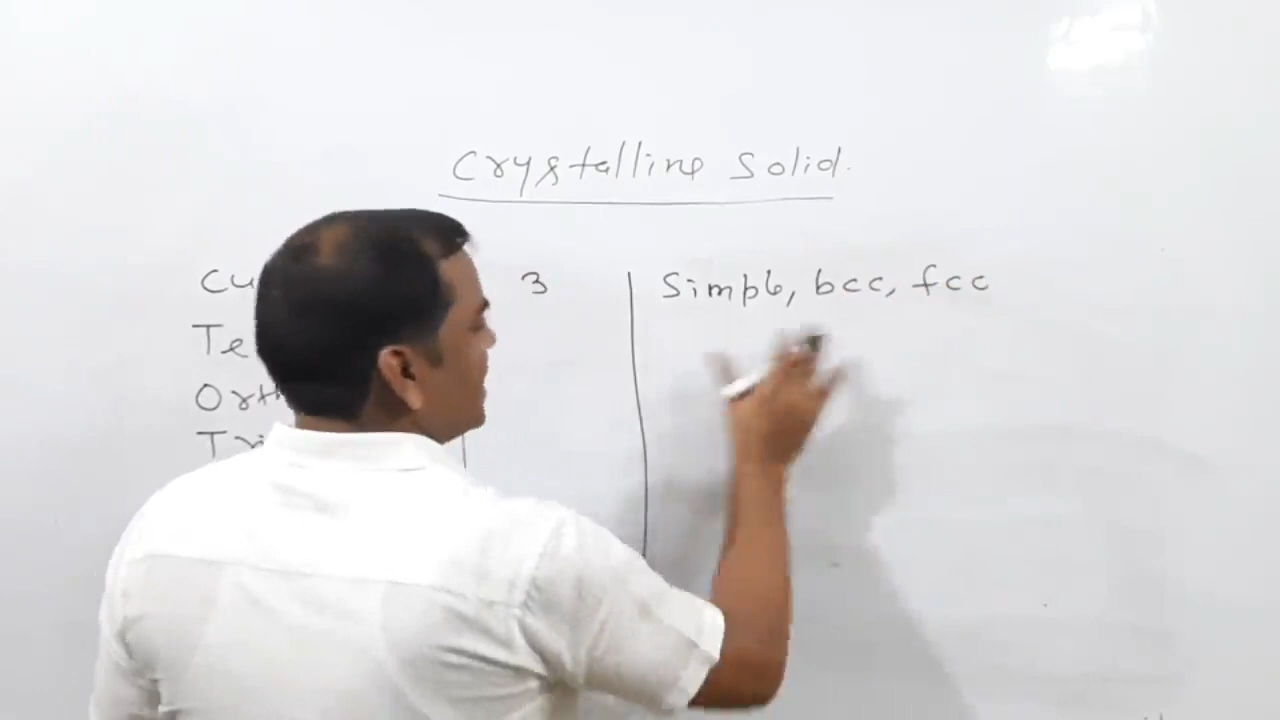 Crystalline Solid.
Cu 3 Simple, bcc, fcc
Te
Orth
Tri